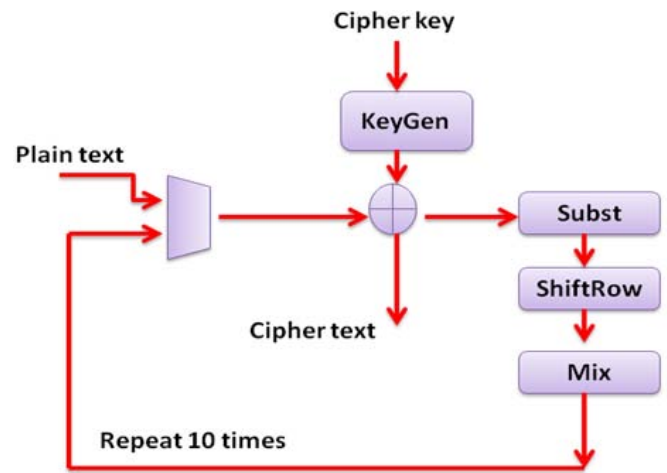 Cipher key
KeyGen
Plain text
Subst
ShiftRow
Cipher text
Mix
Repeat 10 times